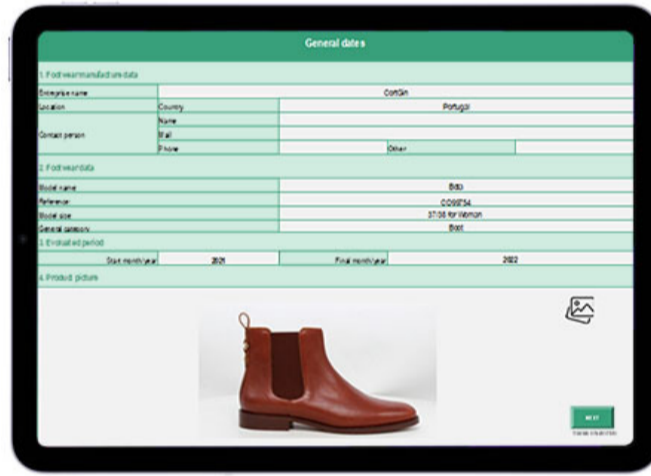 General dates
1. Footwear manufacture data
Enterprise name
Location Country Portugal
Name
Contact person Mail
Phone Other
2. Footwear data
Model name
Reference
Model size 37/38 for Woman
General category Boot
3. Evaluated period
Start month/year 2021 Final month/year 2022
4. Product picture
NEXT